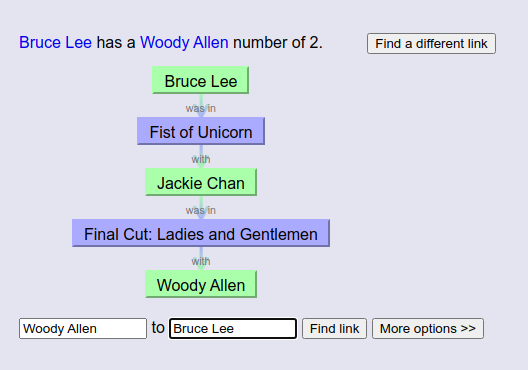 Bruce Lee has a Woody Allen number of 2.
Find a different link
Bruce Lee
was in
Fist of Unicorn
with
Jackie Chan
was in
Final Cut: Ladies and Gentlemen
with
Woody Allen
Woody Allen to Bruce Lee Find link More options >>